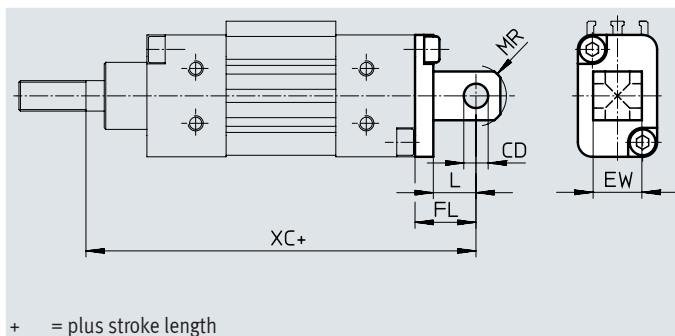 MR
CD
L
EW
FL
XC+
+ = plus stroke length